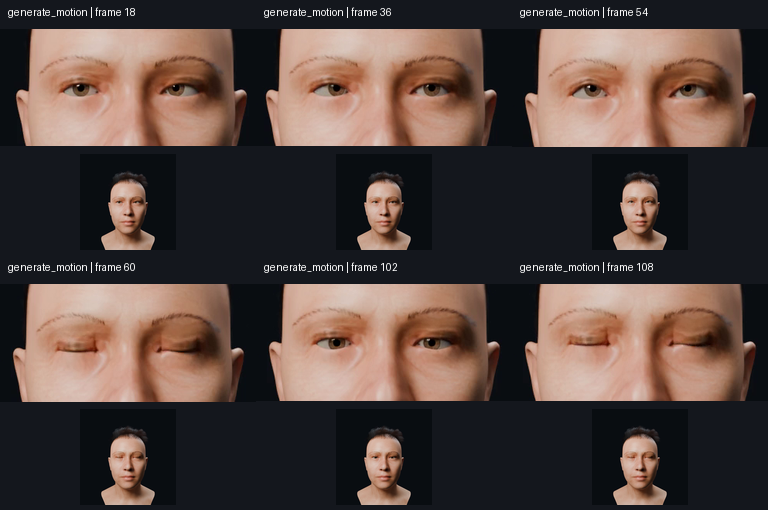 generate_motion | frame 18
generate_motion | frame 36
generate_motion | frame 54
generate_motion | frame 60
generate_motion | frame 102
generate_motion | frame 108